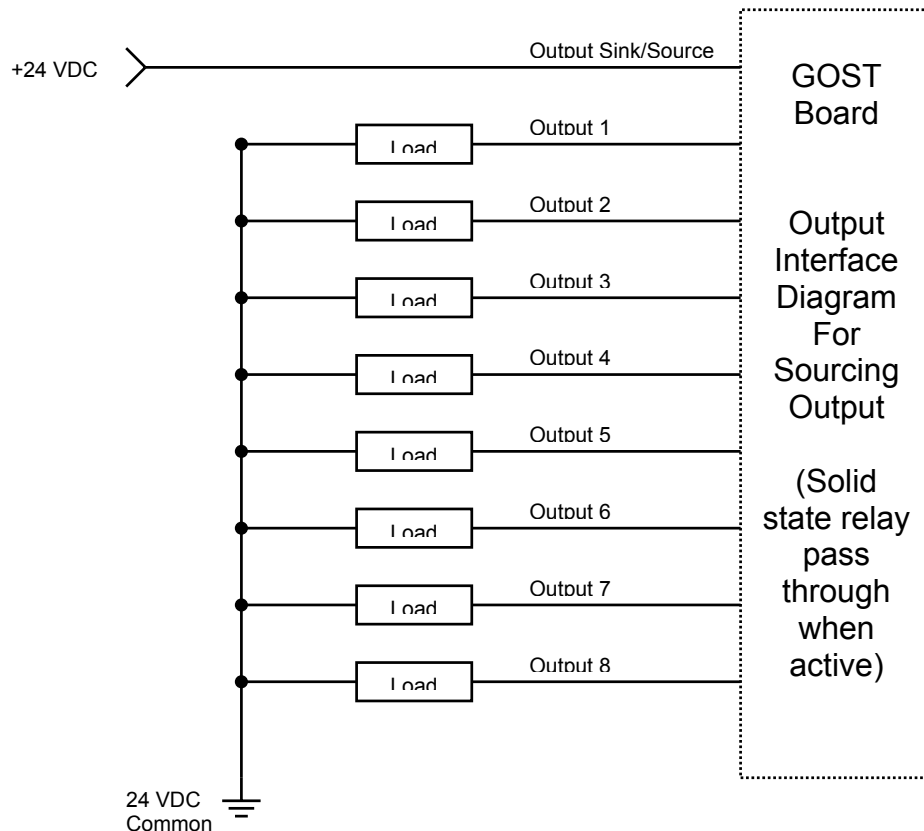 Output Sink/Source
+24 VDC
GOST
Board
Output 1
Load
Output 2
Load
Output 3
Load
Output 4
Load
Output 5
Load
Output 6
Load
Output 7
Load
Output 8
Load
Output
Interface
Diagram
For
Sourcing
Output
(Solid
state relay
pass
through
when
active)
24 VDC
Common